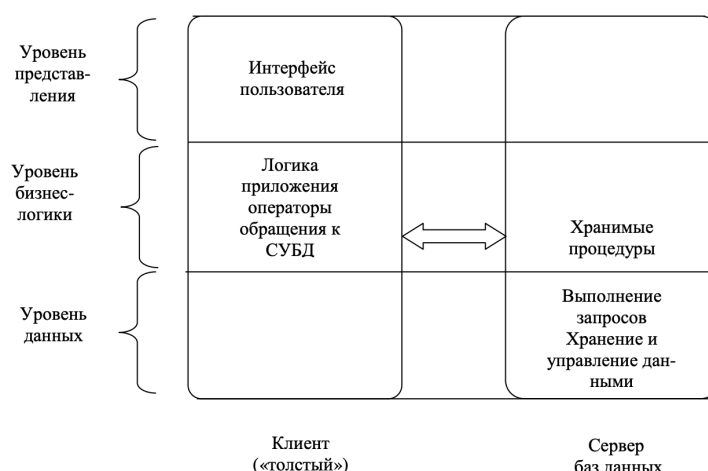 Уровень
представ-
ления
Интерфейс
пользователя
Уровень
бизнес-
логики
Логика
приложения
операторы
обращения к
СУБД
Хранимые
процедуры
Уровень
данных
Выполнение
запросов
Хранение и
управление дан-
ными
Клиент
(«толстый»)
Сервер
баз данных